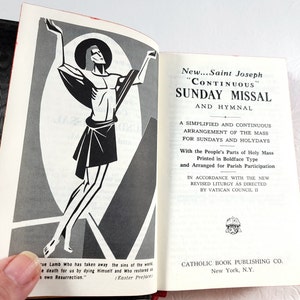 ue Lamb Who has taken away the sins of the world.
a death for us by dying Himself and Who restored us
s own Resurrection."
(Easter Preface)
New...Saint Joseph
"CONTINUOUS"
SUNDAY MISSAL
AND HYMNAL
A SIMPLIFIED AND CONTINUOUS
ARRANGEMENT OF THE MASS
FOR SUNDAYS AND HOLYDAYS
With the People's Parts of Holy Mass
Printed in Boldface Type
and Arranged for Parish Participation
IN ACCORDANCE WITH THE NEW
REVISED LITURGY AS DIRECTED
BY VATICAN COUNCIL II
CATHOLIC BOOK PUBLISHING CO.
New York, N.Y.